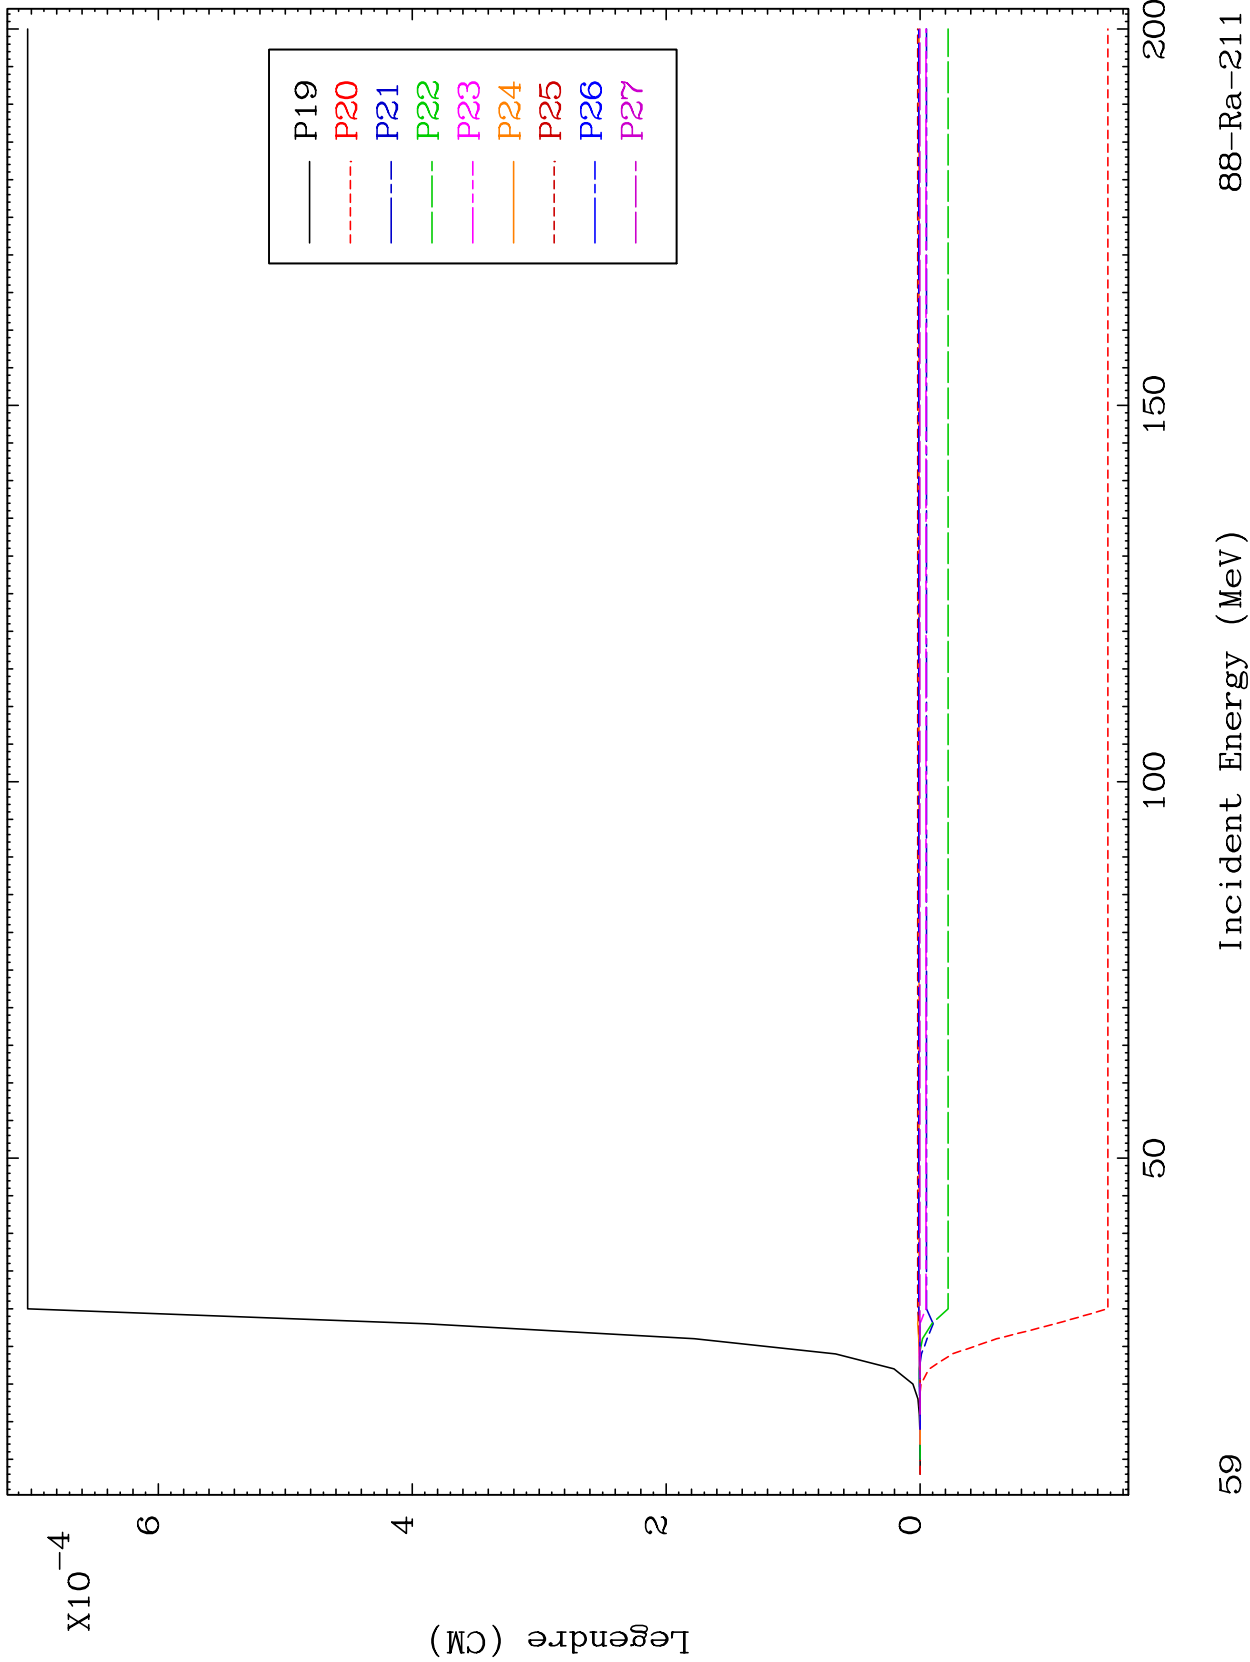 X10-4
6
4
2
0
Legendre (CM)
P19
P20
P21
P22
P23
P24
P25
P26
P27
50
100
150
200
Incident Energy (MeV)
59
88-Ra-211